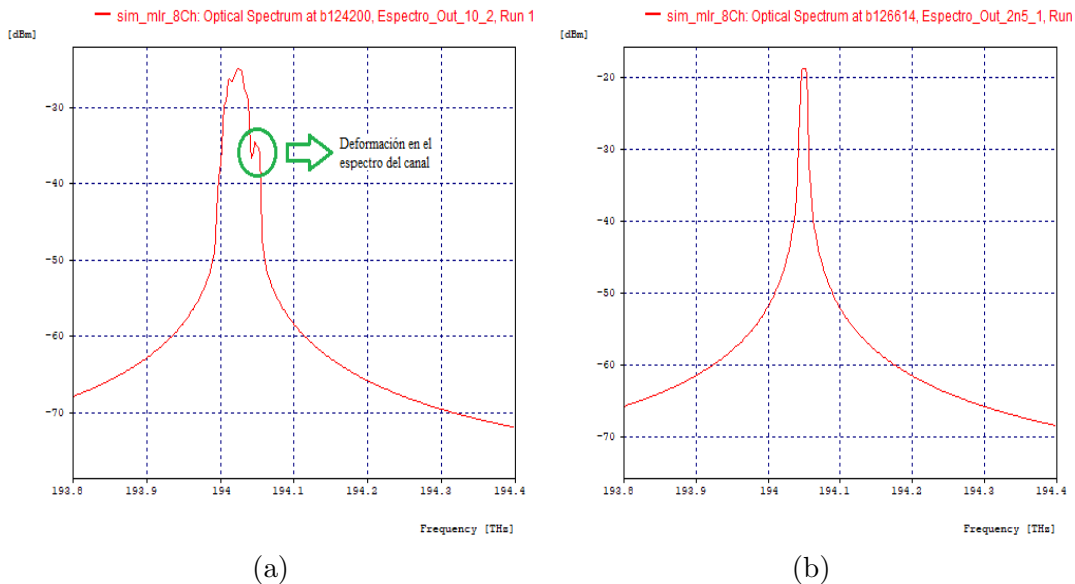 sim_mlr_8Ch: Optical Spectrum at b124200, Espectro_Out_10_2, Run 1
[dBm]
-30
-40
-50
-60
-70
Deformación en el
espectro del canal
193.8 193.9 194 194.1 194.2 194.3 194.4
Frequency [THz]
(a)
sim_mlr_8Ch: Optical Spectrum at b126614, Espectro_Out_2n5_1, Run
[dBm]
-20
-30
-40
-50
-60
-70
193.8 193.9 194 194.1 194.2 194.3 194.4
Frequency [THz]
(b)